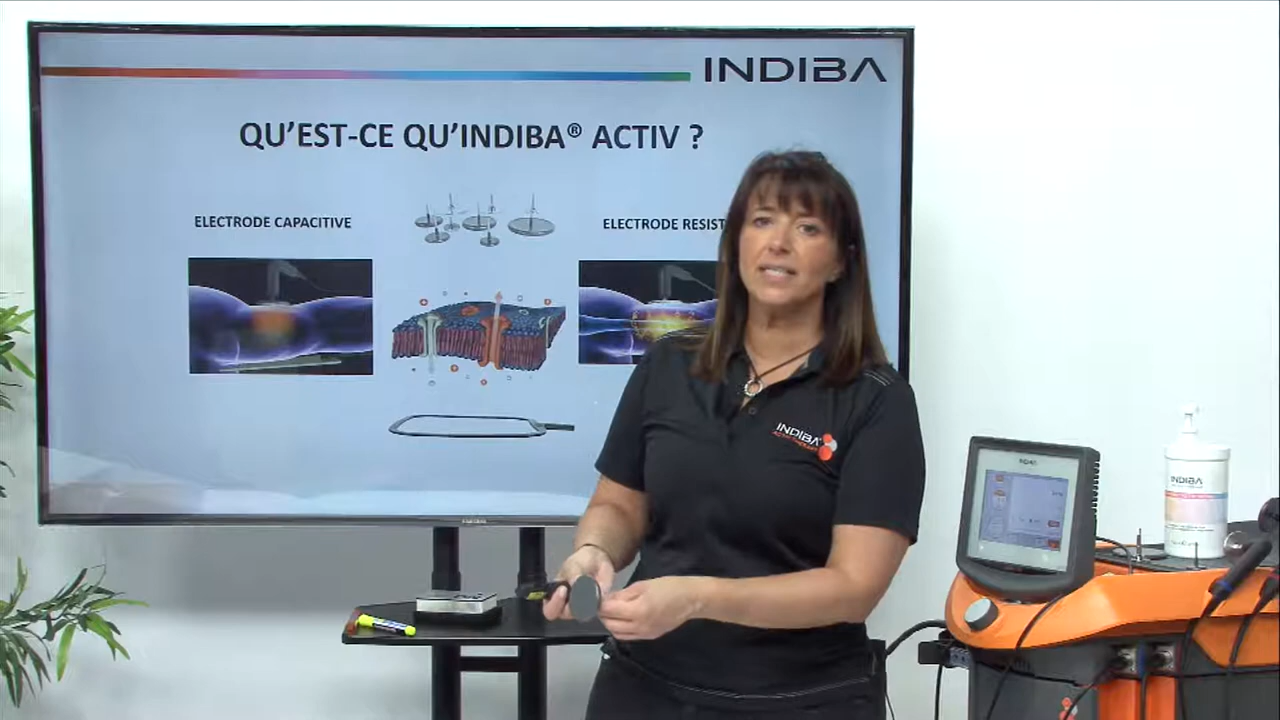 INDIBA
QU'EST-CE QU'INDIBA® ACTIV ?
ELECTRODE CAPACITIVE
ELECTRODE RESIST
INDIBA
INDIBA